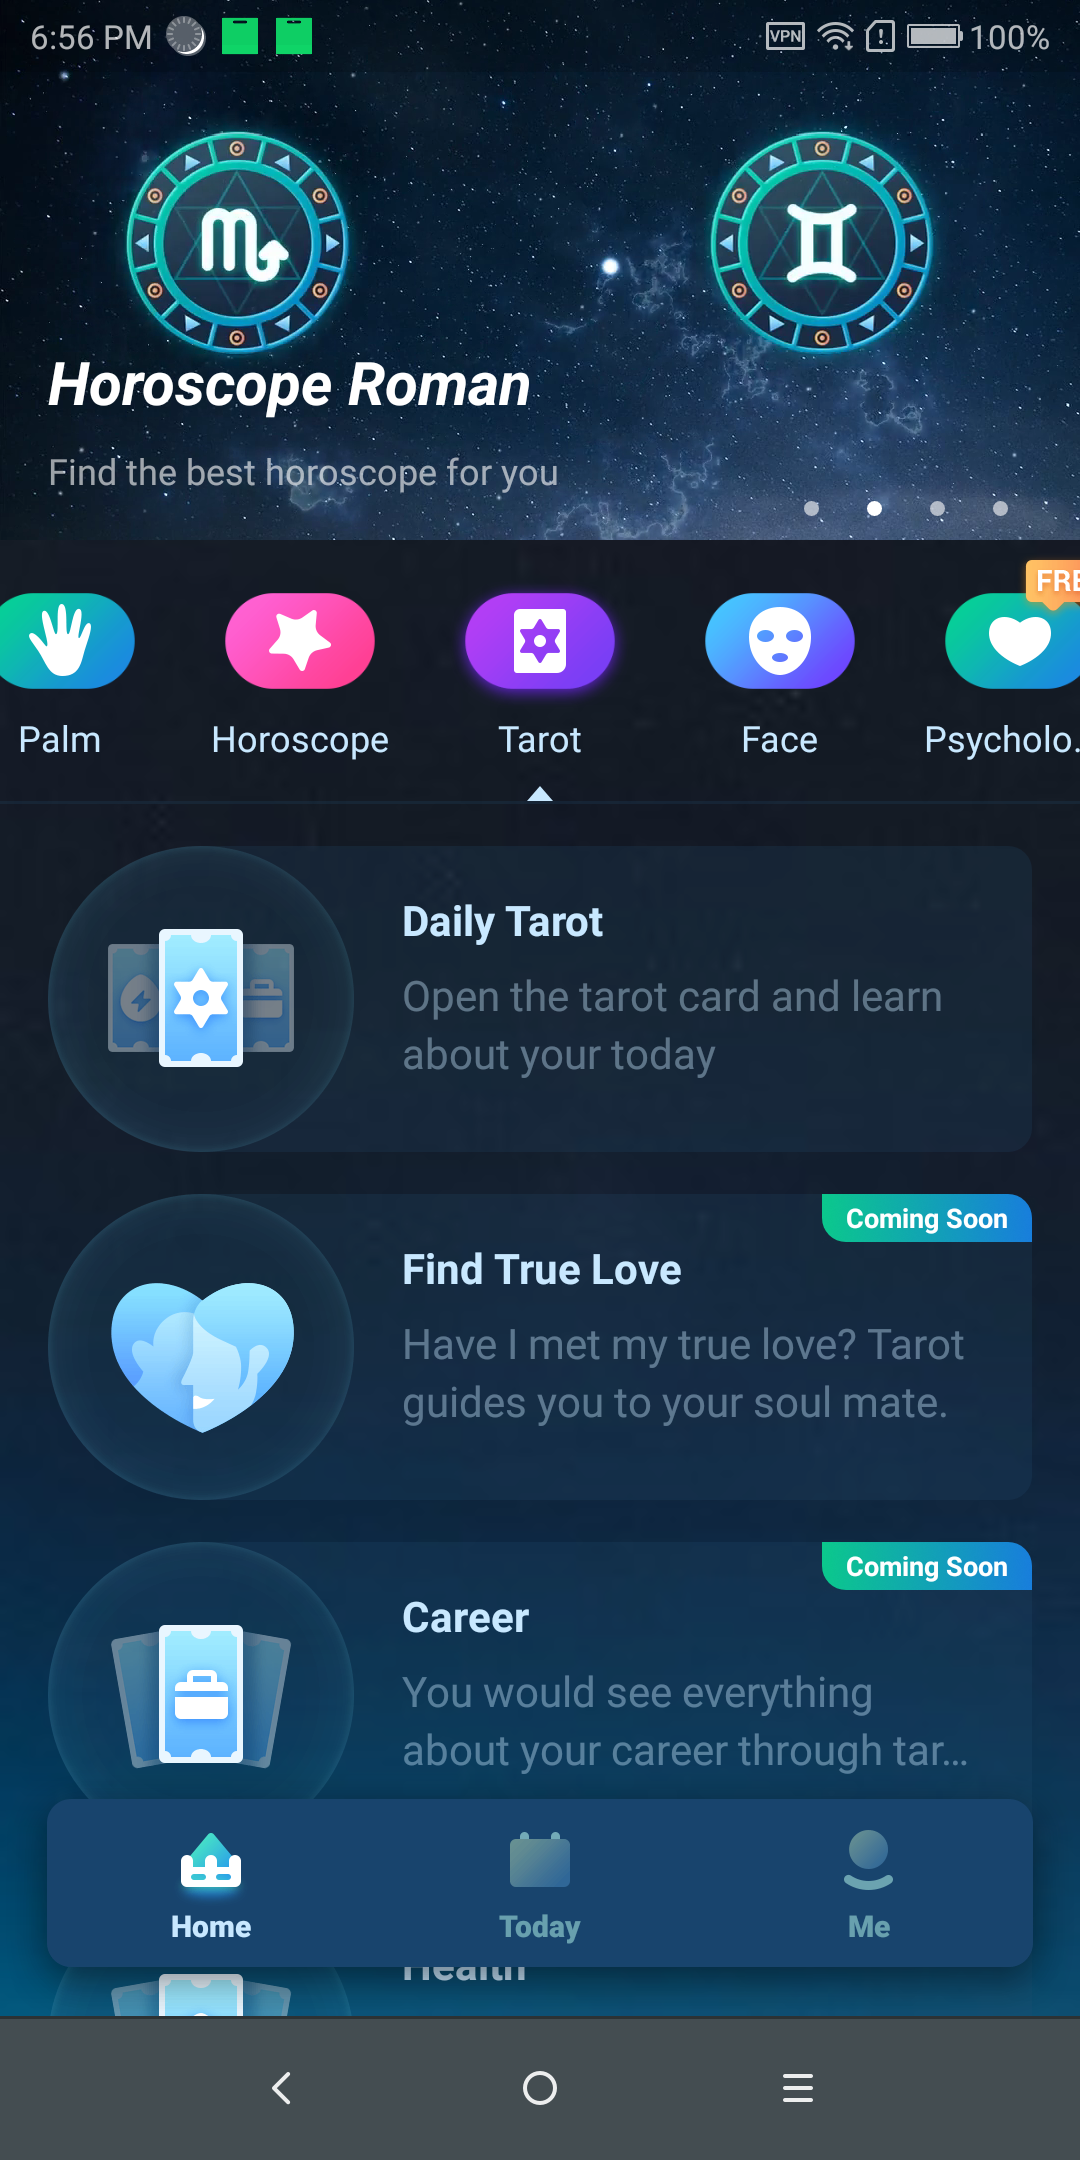 6:56 PM
VPN
100%
Horoscope Roman
Find the best horoscope for you
FRE
Palm
Horoscope
Tarot
Face
Psycholo.
Daily Tarot
Open the tarot card and learn
about your today
Coming Soon
Find True Love
Have I met my true love? Tarot
guides you to your soul mate.
Coming Soon
Career
You would see everything
about your career through tar...
Home
Today
Me
Health